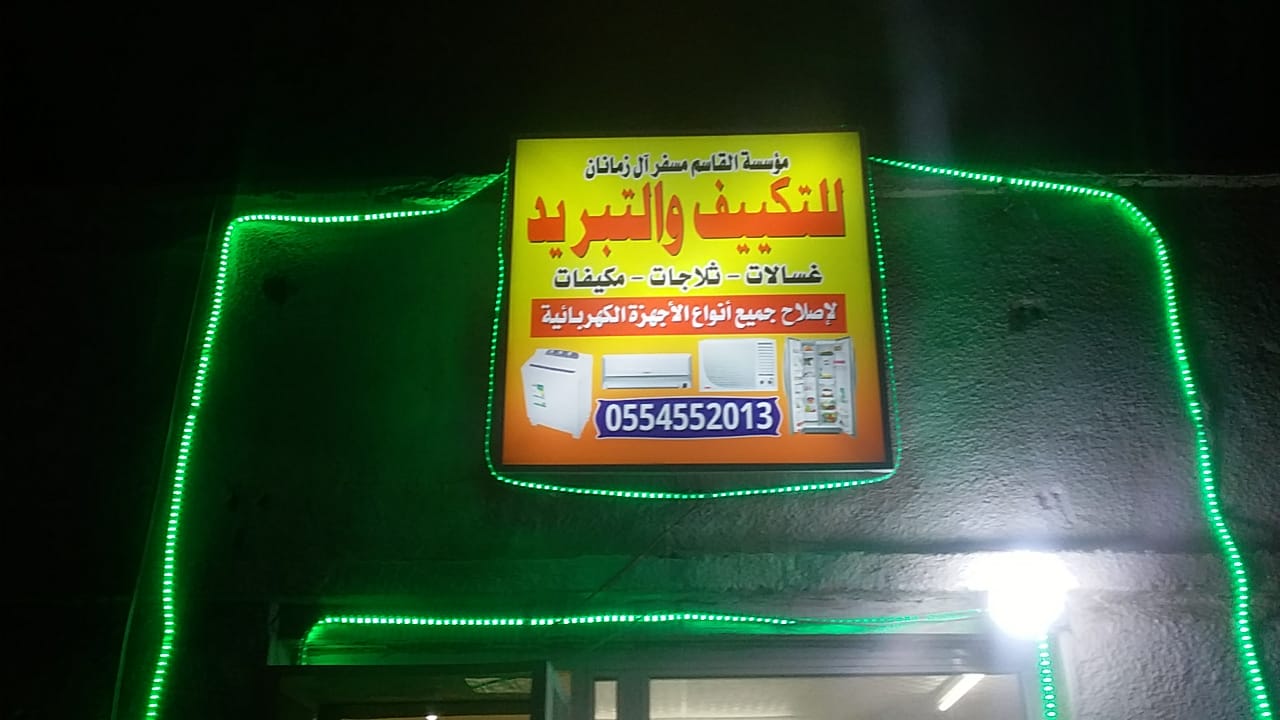 مؤسسة القاسم مسفر آل زمانان
للتكييف والتبريد
غسالات - ثلاجات - مكيفات
لإصلاح جميع أنواع الأجهزة الكهربائية
0554552013